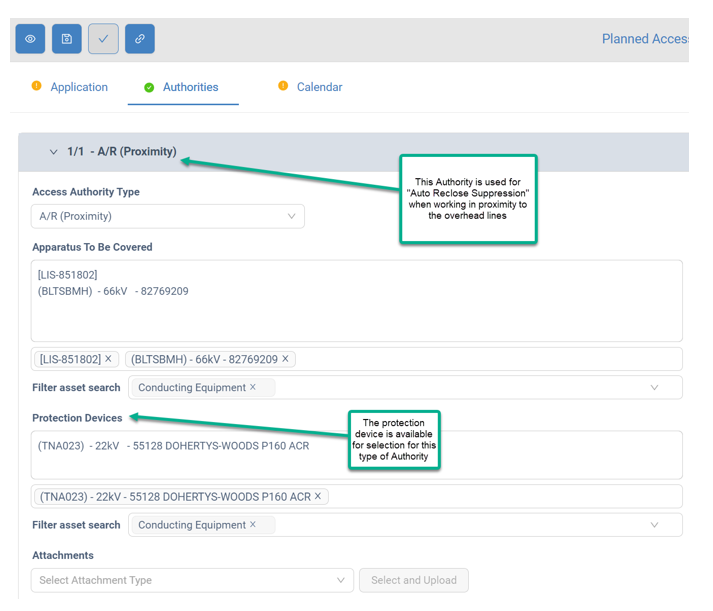 Planned Acces
Application
Authorities
Calendar
1/1 - A/R (Proximity)
This Authority is used for
"Auto Reclose Suppression"
when working in proximity to
the overhead lines
Access Authority Type
A/R (Proximity)
Apparatus To Be Covered
[LIS-851802]
(BLTSBMH) - 66kV - 82769209
[LIS-851802] ×
(BLTSBMH) - 66kV - 82769209 ×
Filter asset search
Conducting Equipment ×
Protection Devices
The protection
device is available
for selection for this
type of Authority
(TNA023) - 22kV - 55128 DOHERTYS-WOODS P160 ACR
(TNA023) - 22kV - 55128 DOHERTYS-WOODS P160 ACR ×
Filter asset search
Conducting Equipment ×
Attachments
Select Attachment Type
Select and Upload